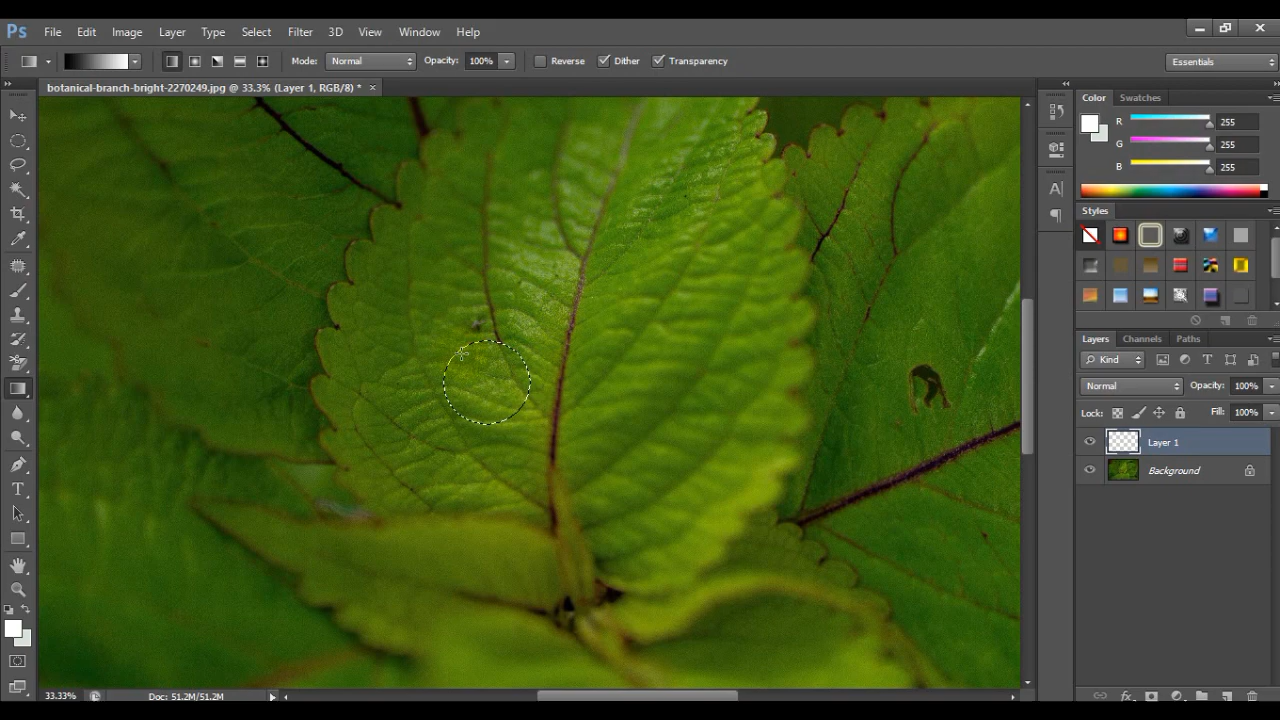 Ps File Edit Image Layer Type Select Filter 3D View Window Help
Mode: Normal Opacity: 100% Reverse Dither Transparency Essentials
botanical-branch-bright-2270249.jpg @ 33.3% (Layer 1, RGB/8) * ×
Color Swatches
R 255
G 255
B 255
Styles
Layers Channels Paths
Kind
Normal Opacity: 100%
Lock: Fill: 100%
Layer 1
Background
33.33% Doc: 51.2M/51.2M